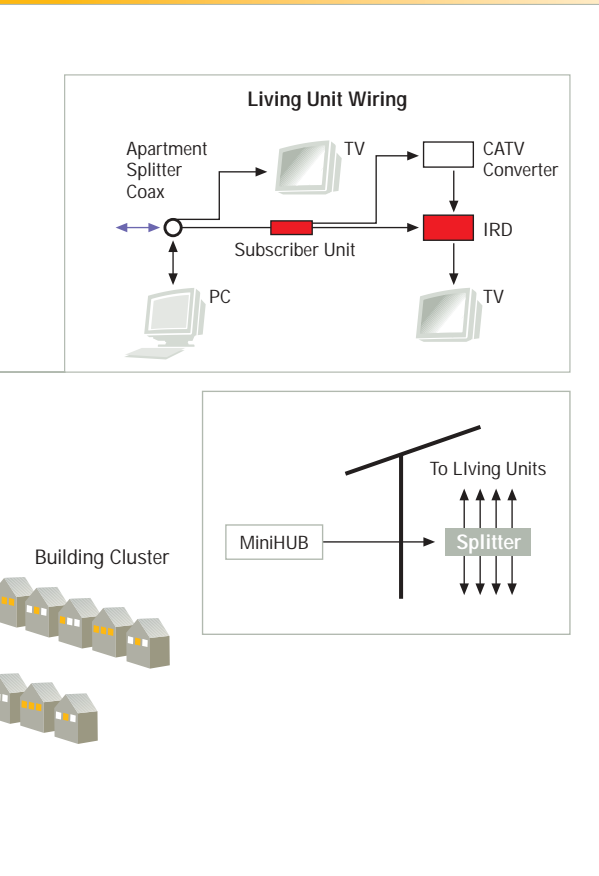 Living Unit Wiring
Apartment
Splitter
Coax
TV
CATV
Converter
Subscriber Unit
IRD
PC
TV
To LIving Units
MiniHUB
Splitter
Building Cluster